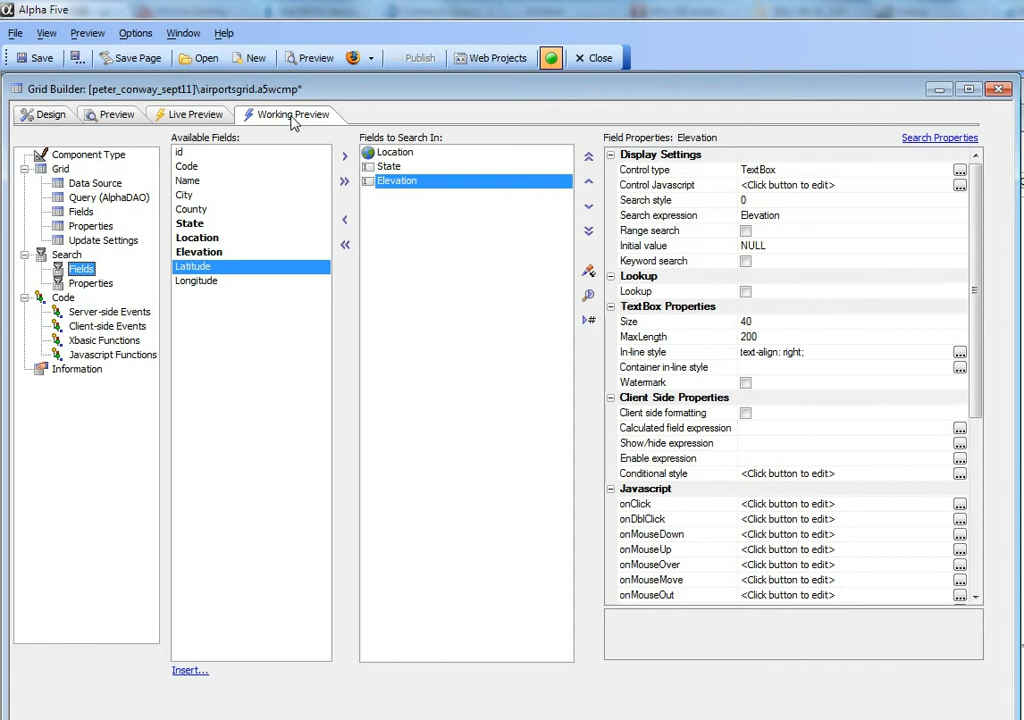 Alpha Five
File View Preview Options Window Help
Save Save Page Open New Preview Publish Web Projects Close
Grid Builder: [peter_conway_sept11]\airportsgrid.a5wcmp*
Design Preview Live Preview Working Preview
Available Fields: Fields to Search In: Field Properties: Elevation Search Properties
Component Type
Grid
Data Source
Query (AlphaDAO)
Fields
Properties
Update Settings
Search
Fields
Properties
Code
Server-side Events
Client-side Events
Xbasic Functions
Javascript Functions
Information
id
Code
Name
City
County
State
Location
Elevation
Latitude
Longitude
Insert...
Location
State
Elevation
Display Settings
Control type TextBox ...
Control Javascript <Click button to edit> ...
Search style 0
Search expression Elevation
Range search
Initial value NULL
Keyword search
Lookup
Lookup
TextBox Properties
Size 40
MaxLength 200
In-line style text-align: right; ...
Container in-line style ...
Watermark
Client Side Properties
Client side formatting
Calculated field expression ...
Show/hide expression ...
Enable expression ...
Conditional style <Click button to edit> ...
Javascript
onClick <Click button to edit> ...
onDblClick <Click button to edit> ...
onMouseDown <Click button to edit> ...
onMouseUp <Click button to edit> ...
onMouseOver <Click button to edit> ...
onMouseMove <Click button to edit> ...
onMouseOut <Click button to edit> ...